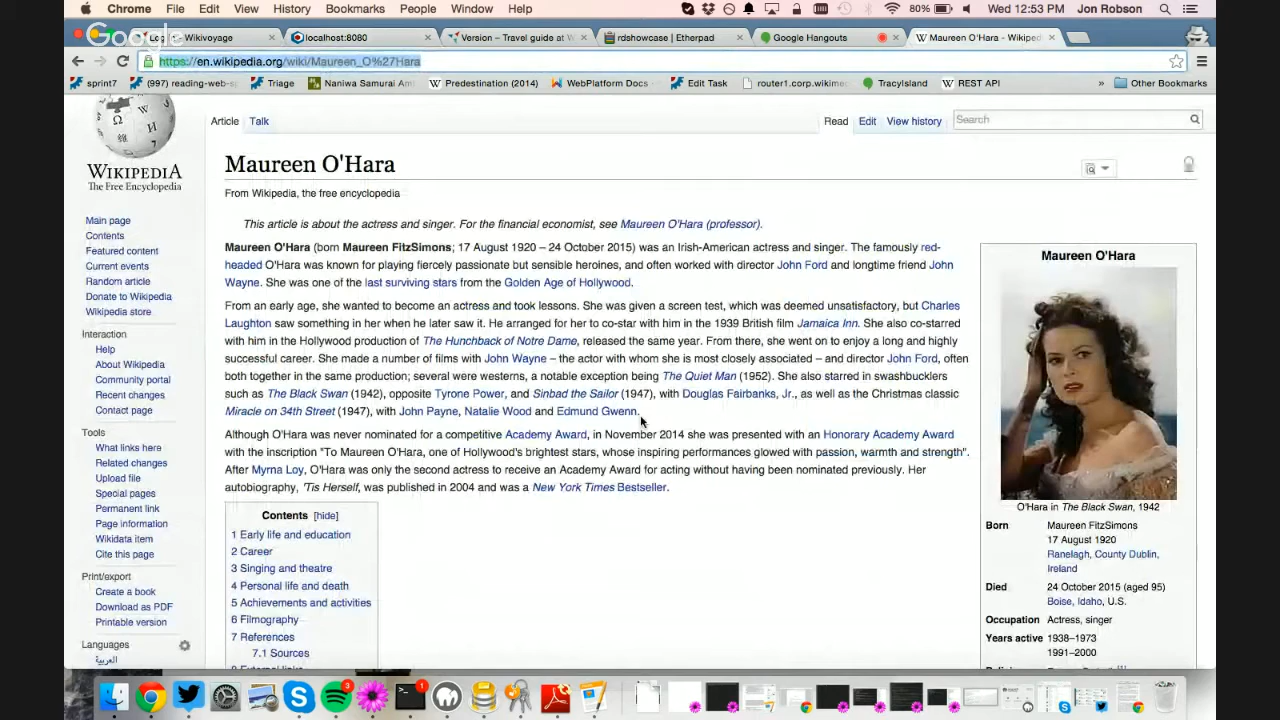 Chrome File Edit View History Bookmarks People Window Help 80% Wed 12:53 PM Jon Robson
Google
Wikivoyage localhost:8080 Version – Travel guide at W rdshowcase | Etherpad Google Hangouts Maureen O'Hara - Wikiped
https://en.wikipedia.org/wiki/Maureen_O%27Hara
sprint7 (997) reading-web-s Triage Naniwa Samurai Am Predestination (2014) WebPlatform Docs - Edit Task router1.corp.wikime TracyIsland REST API » Other Bookmarks
Article Talk Read Edit View history Search
WIKIPEDIA
The Free Encyclopedia
Main page
Contents
Featured content
Current events
Random article
Donate to Wikipedia
Wikipedia store
Interaction
Help
About Wikipedia
Community portal
Recent changes
Contact page
Tools
What links here
Related changes
Upload file
Special pages
Permanent link
Page information
Wikidata item
Cite this page
Print/export
Create a book
Download as PDF
Printable version
Languages
العربية
Maureen O'Hara
From Wikipedia, the free encyclopedia
This article is about the actress and singer. For the financial economist, see Maureen O'Hara (professor).
Maureen O'Hara (born Maureen FitzSimons; 17 August 1920 – 24 October 2015) was an Irish-American actress and singer. The famously red-
headed O'Hara was known for playing fiercely passionate but sensible heroines, and often worked with director John Ford and longtime friend John
Wayne. She was one of the last surviving stars from the Golden Age of Hollywood.
From an early age, she wanted to become an actress and took lessons. She was given a screen test, which was deemed unsatisfactory, but Charles
Laughton saw something in her when he later saw it. He arranged for her to co-star with him in the 1939 British film Jamaica Inn. She also co-starred
with him in the Hollywood production of The Hunchback of Notre Dame, released the same year. From there, she went on to enjoy a long and highly
successful career. She made a number of films with John Wayne – the actor with whom she is most closely associated – and director John Ford, often
both together in the same production; several were westerns, a notable exception being The Quiet Man (1952). She also starred in swashbucklers
such as The Black Swan (1942), opposite Tyrone Power, and Sinbad the Sailor (1947), with Douglas Fairbanks, Jr., as well as the Christmas classic
Miracle on 34th Street (1947), with John Payne, Natalie Wood and Edmund Gwenn.
Although O'Hara was never nominated for a competitive Academy Award, in November 2014 she was presented with an Honorary Academy Award
with the inscription "To Maureen O'Hara, one of Hollywood's brightest stars, whose inspiring performances glowed with passion, warmth and strength".
After Myrna Loy, O'Hara was only the second actress to receive an Academy Award for acting without having been nominated previously. Her
autobiography, 'Tis Herself, was published in 2004 and was a New York Times Bestseller.
Contents [hide]
1 Early life and education
2 Career
3 Singing and theatre
4 Personal life and death
5 Achievements and activities
6 Filmography
7 References
7.1 Sources
8 External links
Maureen O'Hara
O'Hara in The Black Swan, 1942
Born Maureen FitzSimons
17 August 1920
Ranelagh, County Dublin,
Ireland
Died 24 October 2015 (aged 95)
Boise, Idaho, U.S.
Occupation Actress, singer
Years active 1938–1973
1991–2000